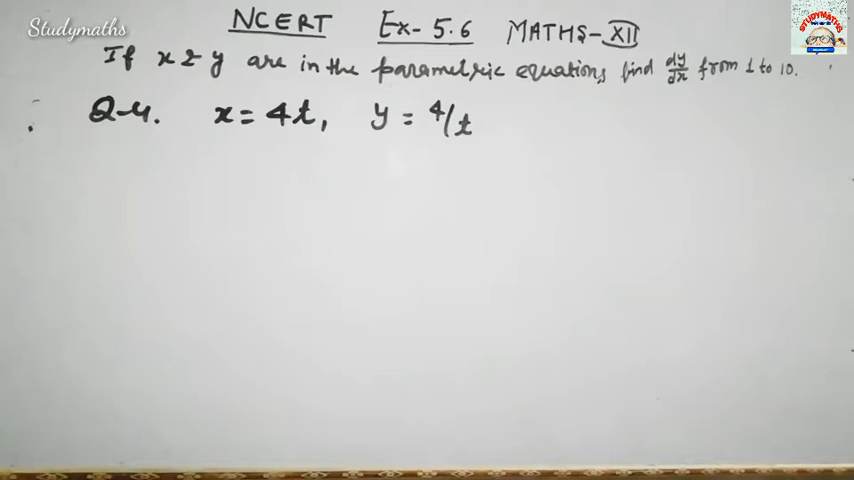 Studymaths
NCERT Ex- 5.6 MATHS-XII
STUDYMATHS
If x & y are in the parametric equations find dy/dx from 1 to 10.
Q-4. x = 4t, y = 4/t